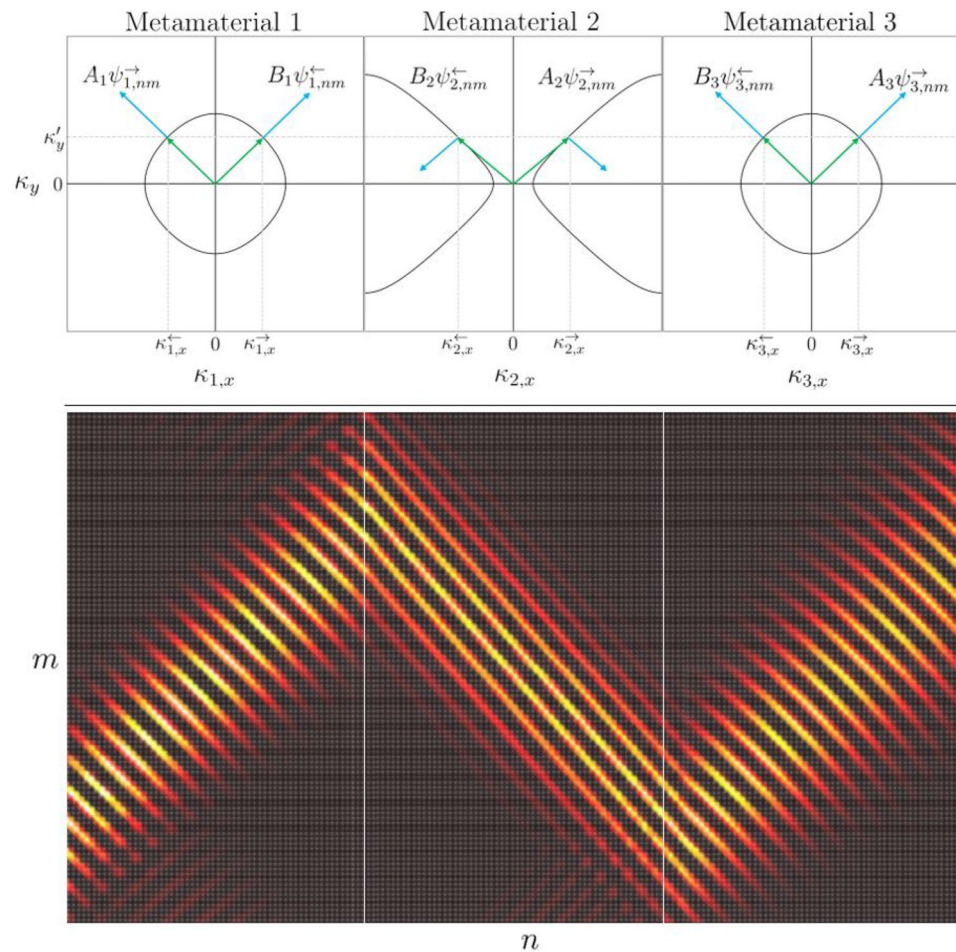 Metamaterial 1 Metamaterial 2 Metamaterial 3
A₁ψ→1,nm B₁ψ←1,nm B₂ψ←2,nm A₂ψ→2,nm B₃ψ←3,nm A₃ψ→3,nm
κ′y
κy 0
κ←1,x 0 κ→1,x κ←2,x 0 κ→2,x κ←3,x 0 κ→3,x
κ1,x κ2,x κ3,x
m
n